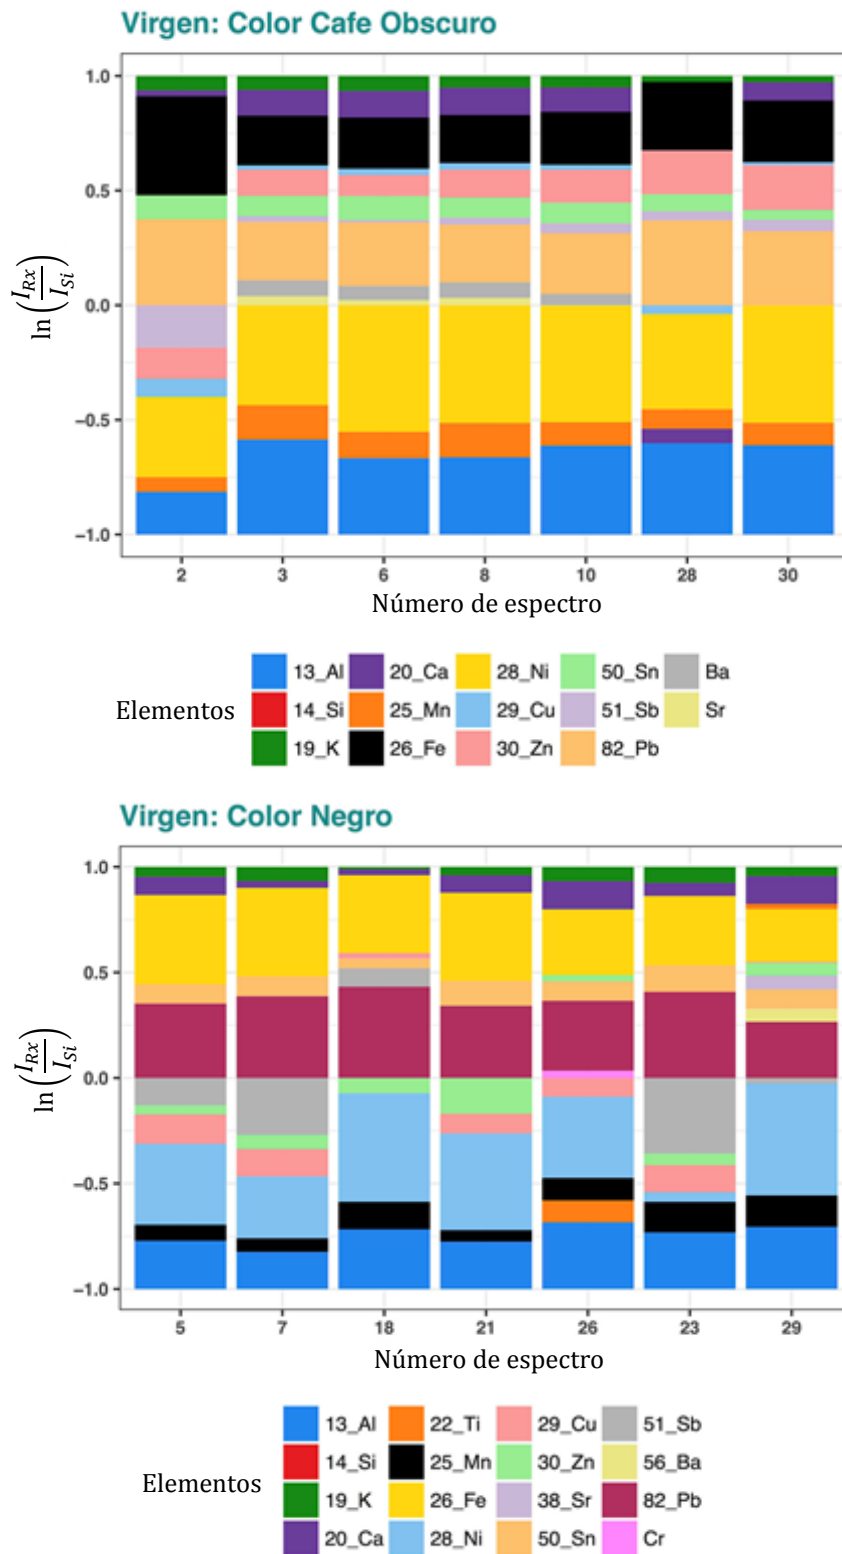 Virgen: Color Cafe Obscuro
1.0
0.5
0.0
−0.5
−1.0
ln (I_Rx / I_Si)
2 3 6 8 10 28 30
Número de espectro
Elementos
13_Al 20_Ca 28_Ni 50_Sn Ba
14_Si 25_Mn 29_Cu 51_Sb Sr
19_K 26_Fe 30_Zn 82_Pb
Virgen: Color Negro
1.0
0.5
0.0
−0.5
−1.0
ln (I_Rx / I_Si)
5 7 18 21 26 23 29
Número de espectro
Elementos
13_Al 22_Ti 29_Cu 51_Sb
14_Si 25_Mn 30_Zn 56_Ba
19_K 26_Fe 38_Sr 82_Pb
20_Ca 28_Ni 50_Sn Cr